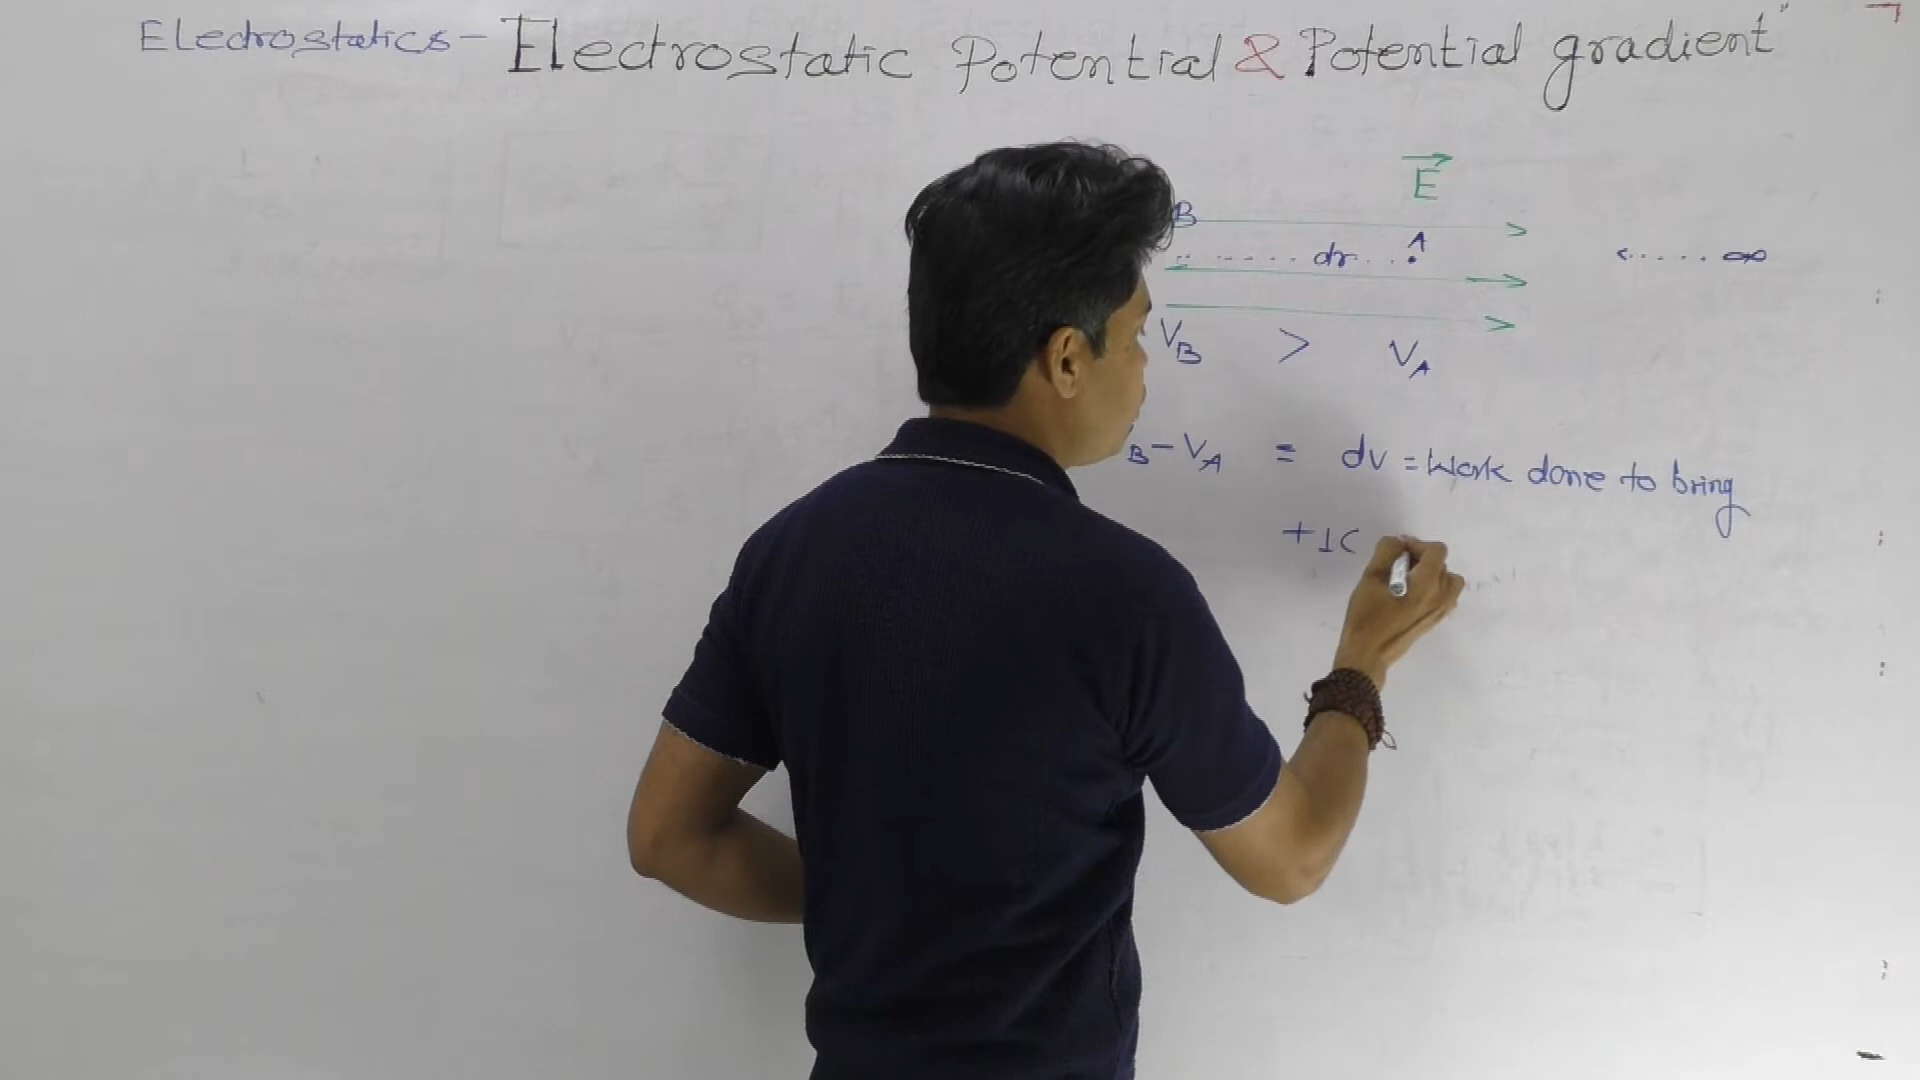 Electrostatics - Electrostatic Potential & Potential gradient"
E
B
A
dr
∞
VB > VA
B - VA = dv = Work done to bring
+1C